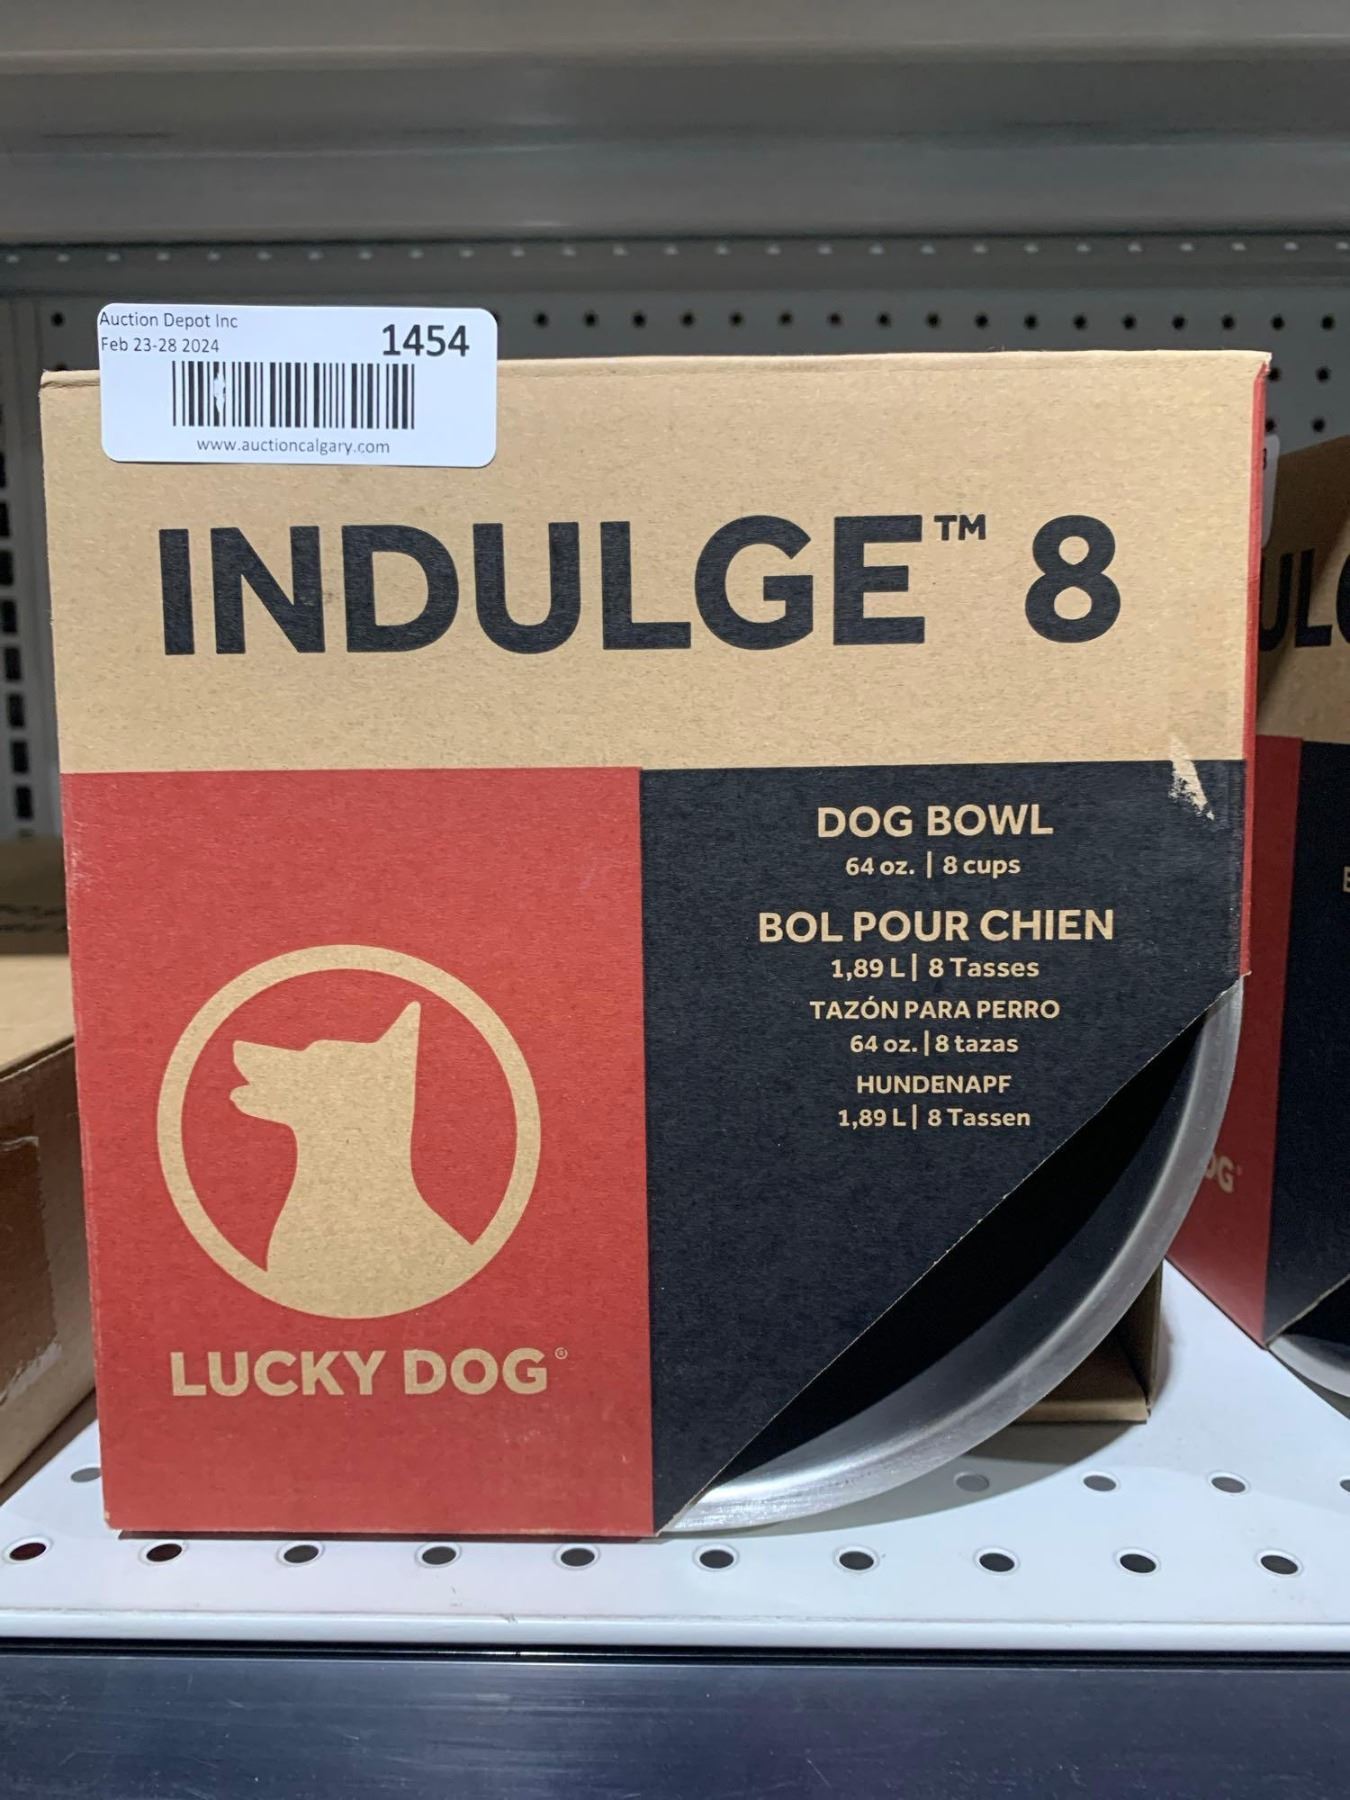 Auction Depot Inc
1454
Feb 23-28 2024
www.auctioncalgary.com
INDULGE™ 8
DOG BOWL
64 oz. | 8 cups
BOL POUR CHIEN
1,89 L | 8 Tasses
TAZÓN PARA PERRO
64 oz. | 8 tazas
HUNDENAPF
1,89 L | 8 Tassen
LUCKY DOG®